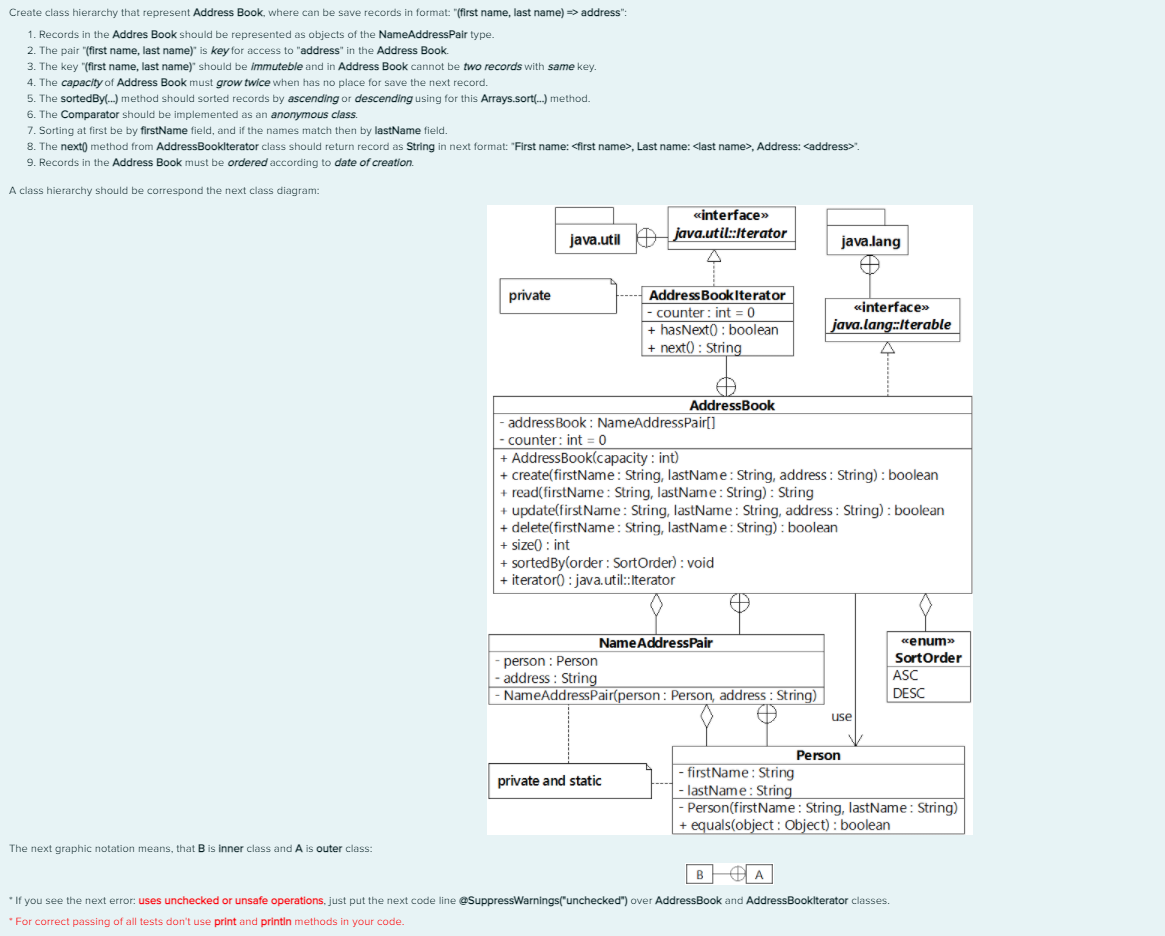 Create class hierarchy that represent Address Book, where can be save records in format: "(first name, last name) => address":
1. Records in the Addres Book should be represented as objects of the NameAddressPair type.
2. The pair "(first name, last name)" is key for access to "address" in the Address Book.
3. The key "(first name, last name)" should be immuteble and in Address Book cannot be two records with same key.
4. The capacity of Address Book must grow twice when has no place for save the next record.
5. The sortedBy(...) method should sorted records by ascending or descending using for this Arrays.sort(...) method.
6. The Comparator should be implemented as an anonymous class.
7. Sorting at first be by firstName field, and if the names match then by lastName field.
8. The next() method from AddressBookIterator class should return record as String in next format: "First name: <first name>, Last name: <last name>, Address: <address>".
9. Records in the Address Book must be ordered according to date of creation.
A class hierarchy should be correspond the next class diagram:
java.util
«interface»
java.util::Iterator
java.lang
private
AddressBookIterator
- counter : int = 0
+ hasNext() : boolean
+ next() : String
«interface»
java.lang::Iterable
AddressBook
- addressBook : NameAddressPair[]
- counter : int = 0
+ AddressBook(capacity : int)
+ create(firstName : String, lastName : String, address : String) : boolean
+ read(firstName : String, lastName : String) : String
+ update(firstName : String, lastName : String, address : String) : boolean
+ delete(firstName : String, lastName : String) : boolean
+ size() : int
+ sortedBy(order : SortOrder) : void
+ iterator() : java.util::Iterator
NameAddressPair
- person : Person
- address : String
- NameAddressPair(person : Person, address : String)
«enum»
SortOrder
ASC
DESC
use
private and static
Person
- firstName : String
- lastName : String
- Person(firstName : String, lastName : String)
+ equals(object : Object) : boolean
The next graphic notation means, that B is inner class and A is outer class:
B A
* If you see the next error: uses unchecked or unsafe operations, just put the next code line @SuppressWarnings("unchecked") over AddressBook and AddressBookIterator classes.
* For correct passing of all tests don't use print and println methods in your code.